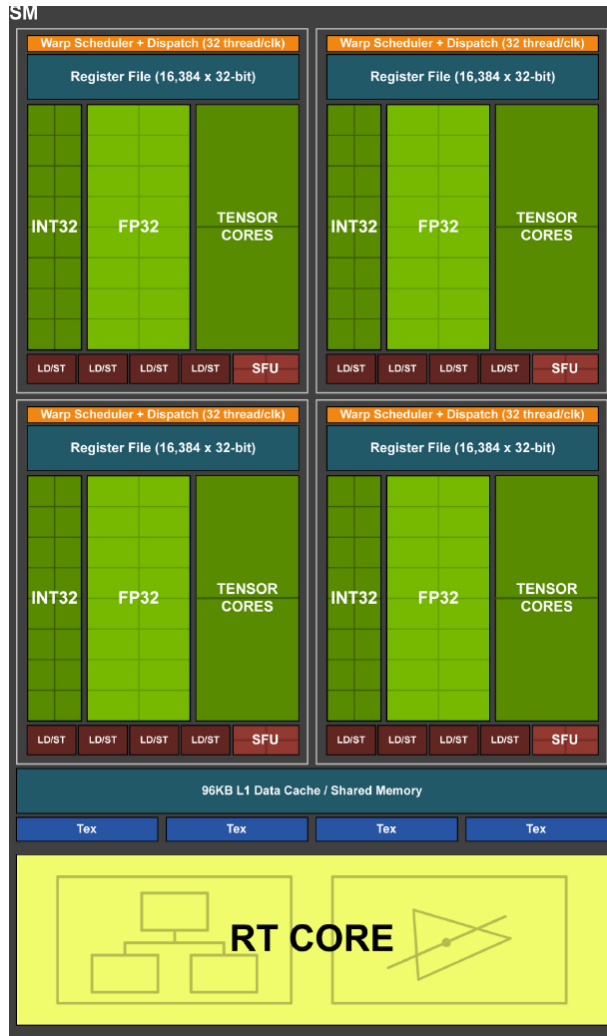 SM
Warp Scheduler + Dispatch (32 thread/clk)
Register File (16,384 x 32-bit)
INT32
FP32
TENSOR
CORES
LD/ST
LD/ST
LD/ST
LD/ST
SFU
Warp Scheduler + Dispatch (32 thread/clk)
Register File (16,384 x 32-bit)
INT32
FP32
TENSOR
CORES
LD/ST
LD/ST
LD/ST
LD/ST
SFU
Warp Scheduler + Dispatch (32 thread/clk)
Register File (16,384 x 32-bit)
INT32
FP32
TENSOR
CORES
LD/ST
LD/ST
LD/ST
LD/ST
SFU
Warp Scheduler + Dispatch (32 thread/clk)
Register File (16,384 x 32-bit)
INT32
FP32
TENSOR
CORES
LD/ST
LD/ST
LD/ST
LD/ST
SFU
96KB L1 Data Cache / Shared Memory
Tex
Tex
Tex
Tex
RT CORE